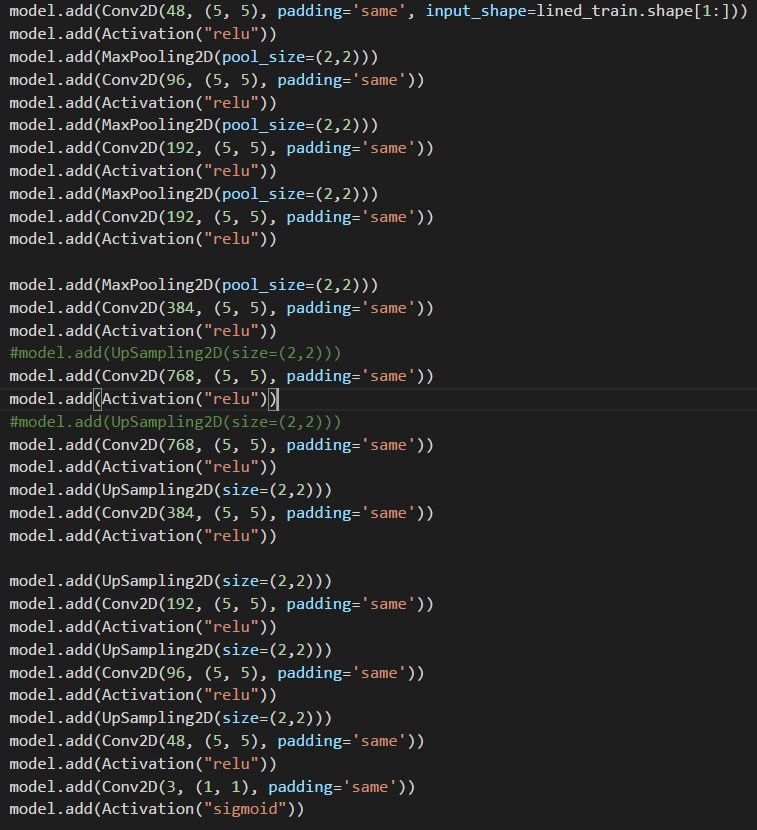 model.add(Conv2D(48, (5, 5), padding='same', input_shape=lined_train.shape[1:]))
model.add(Activation("relu"))
model.add(MaxPooling2D(pool_size=(2,2)))
model.add(Conv2D(96, (5, 5), padding='same'))
model.add(Activation("relu"))
model.add(MaxPooling2D(pool_size=(2,2)))
model.add(Conv2D(192, (5, 5), padding='same'))
model.add(Activation("relu"))
model.add(MaxPooling2D(pool_size=(2,2)))
model.add(Conv2D(192, (5, 5), padding='same'))
model.add(Activation("relu"))

model.add(MaxPooling2D(pool_size=(2,2)))
model.add(Conv2D(384, (5, 5), padding='same'))
model.add(Activation("relu"))
#model.add(UpSampling2D(size=(2,2)))
model.add(Conv2D(768, (5, 5), padding='same'))
model.add(Activation("relu"))
#model.add(UpSampling2D(size=(2,2)))
model.add(Conv2D(768, (5, 5), padding='same'))
model.add(Activation("relu"))
model.add(UpSampling2D(size=(2,2)))
model.add(Conv2D(384, (5, 5), padding='same'))
model.add(Activation("relu"))

model.add(UpSampling2D(size=(2,2)))
model.add(Conv2D(192, (5, 5), padding='same'))
model.add(Activation("relu"))
model.add(UpSampling2D(size=(2,2)))
model.add(Conv2D(96, (5, 5), padding='same'))
model.add(Activation("relu"))
model.add(UpSampling2D(size=(2,2)))
model.add(Conv2D(48, (5, 5), padding='same'))
model.add(Activation("relu"))
model.add(Conv2D(3, (1, 1), padding='same'))
model.add(Activation("sigmoid"))